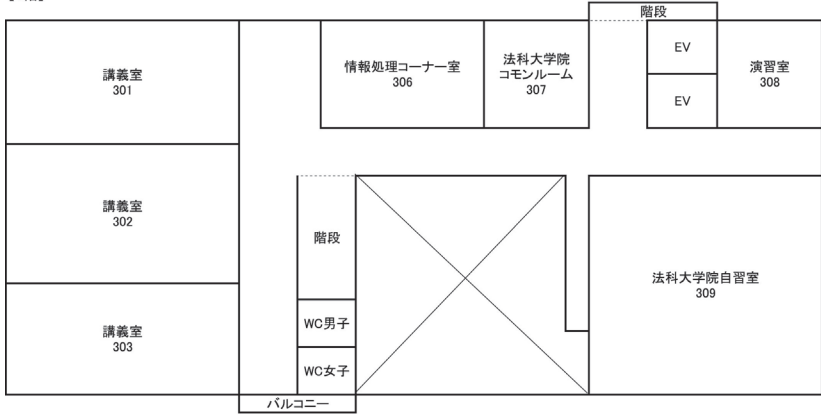 階段
講義室
301
情報処理コーナー室
306
法科大学院
コモンルーム
307
EV
EV
演習室
308
講義室
302
階段
法科大学院自習室
309
講義室
303
WC男子
WC女子
バルコニー